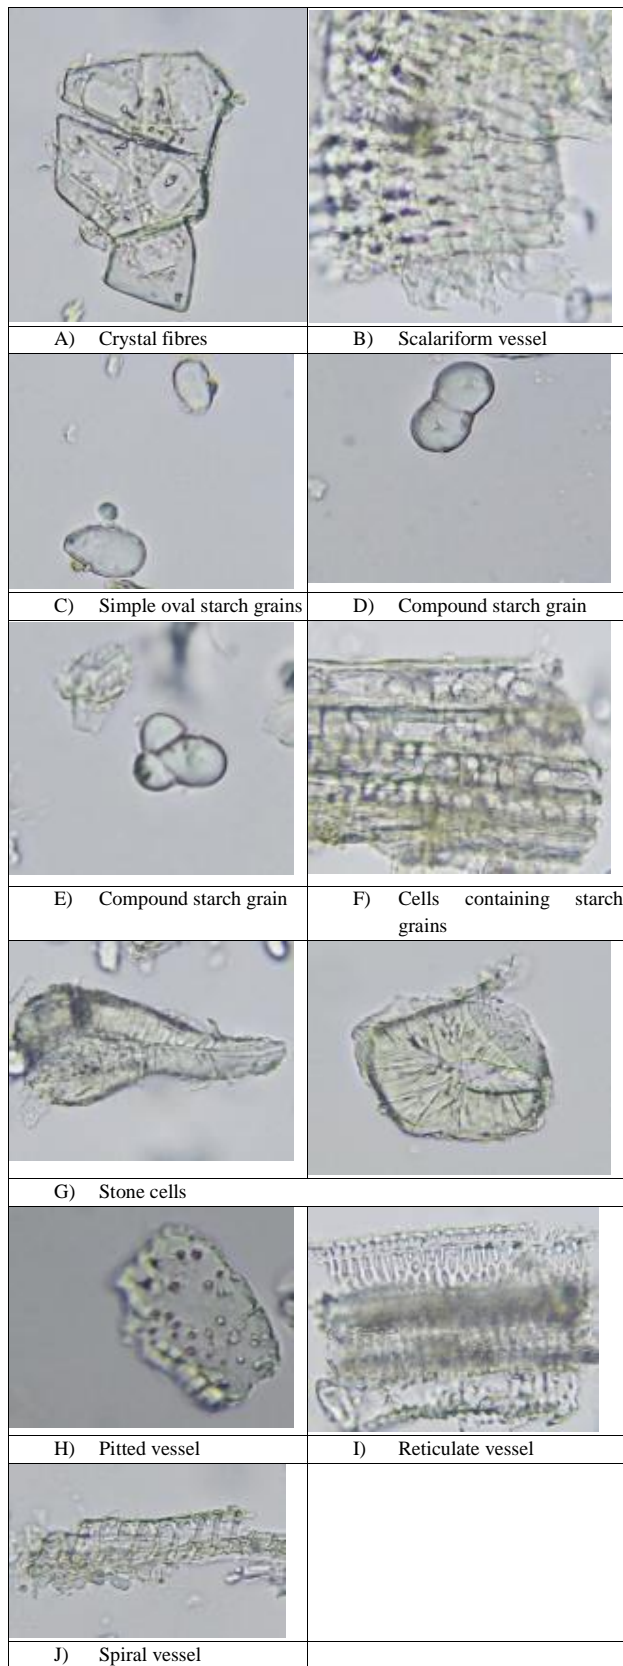 A) Crystal fibres
B) Scalariform vessel
C) Simple oval starch grains
D) Compound starch grain
E) Compound starch grain
F) Cells containing starch
grains
G) Stone cells
H) Pitted vessel
I) Reticulate vessel
J) Spiral vessel